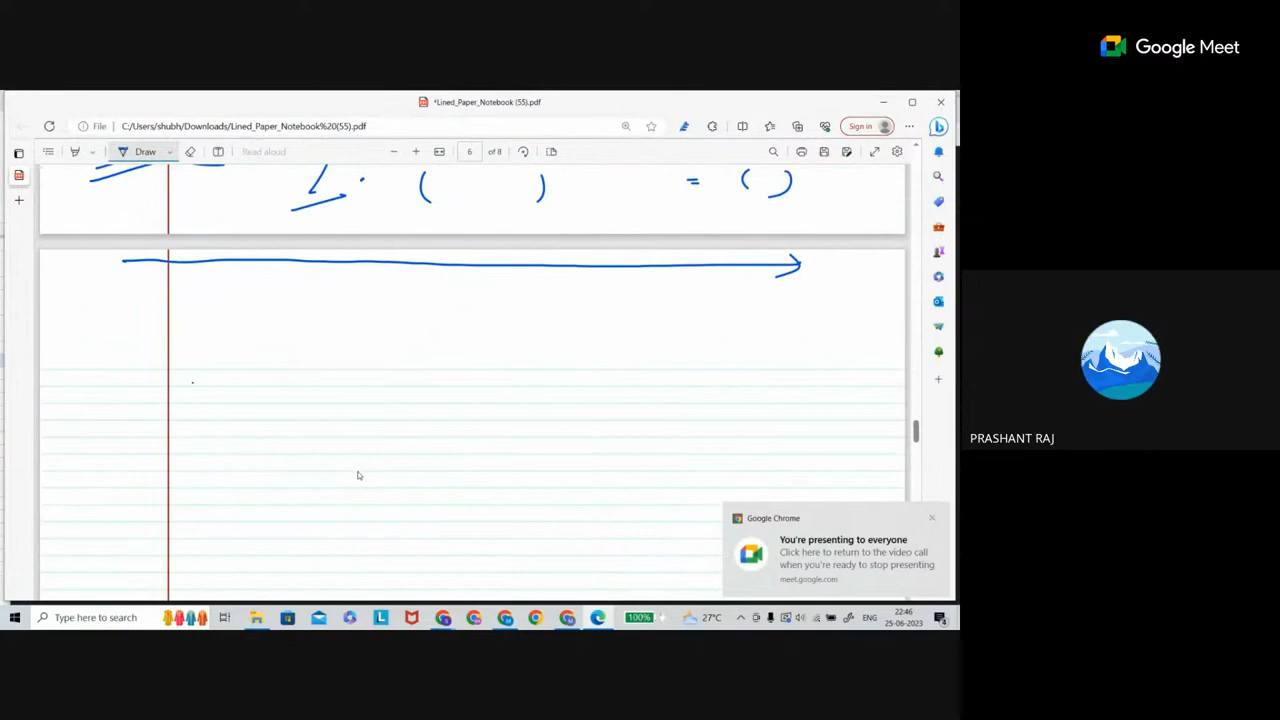 Google Meet
*Lined_Paper_Notebook (55).pdf
File C:/Users/shubh/Downloads/Lined_Paper_Notebook%20(55).pdf
Sign in
Draw
Read aloud
6 of 8
( ) = ( )
Google Chrome
You're presenting to everyone
Click here to return to the video call
when you're ready to stop presenting
meet.google.com
PRASHANT RAJ
Type here to search
100%
27°C
ENG
22:46
25-06-2023
4